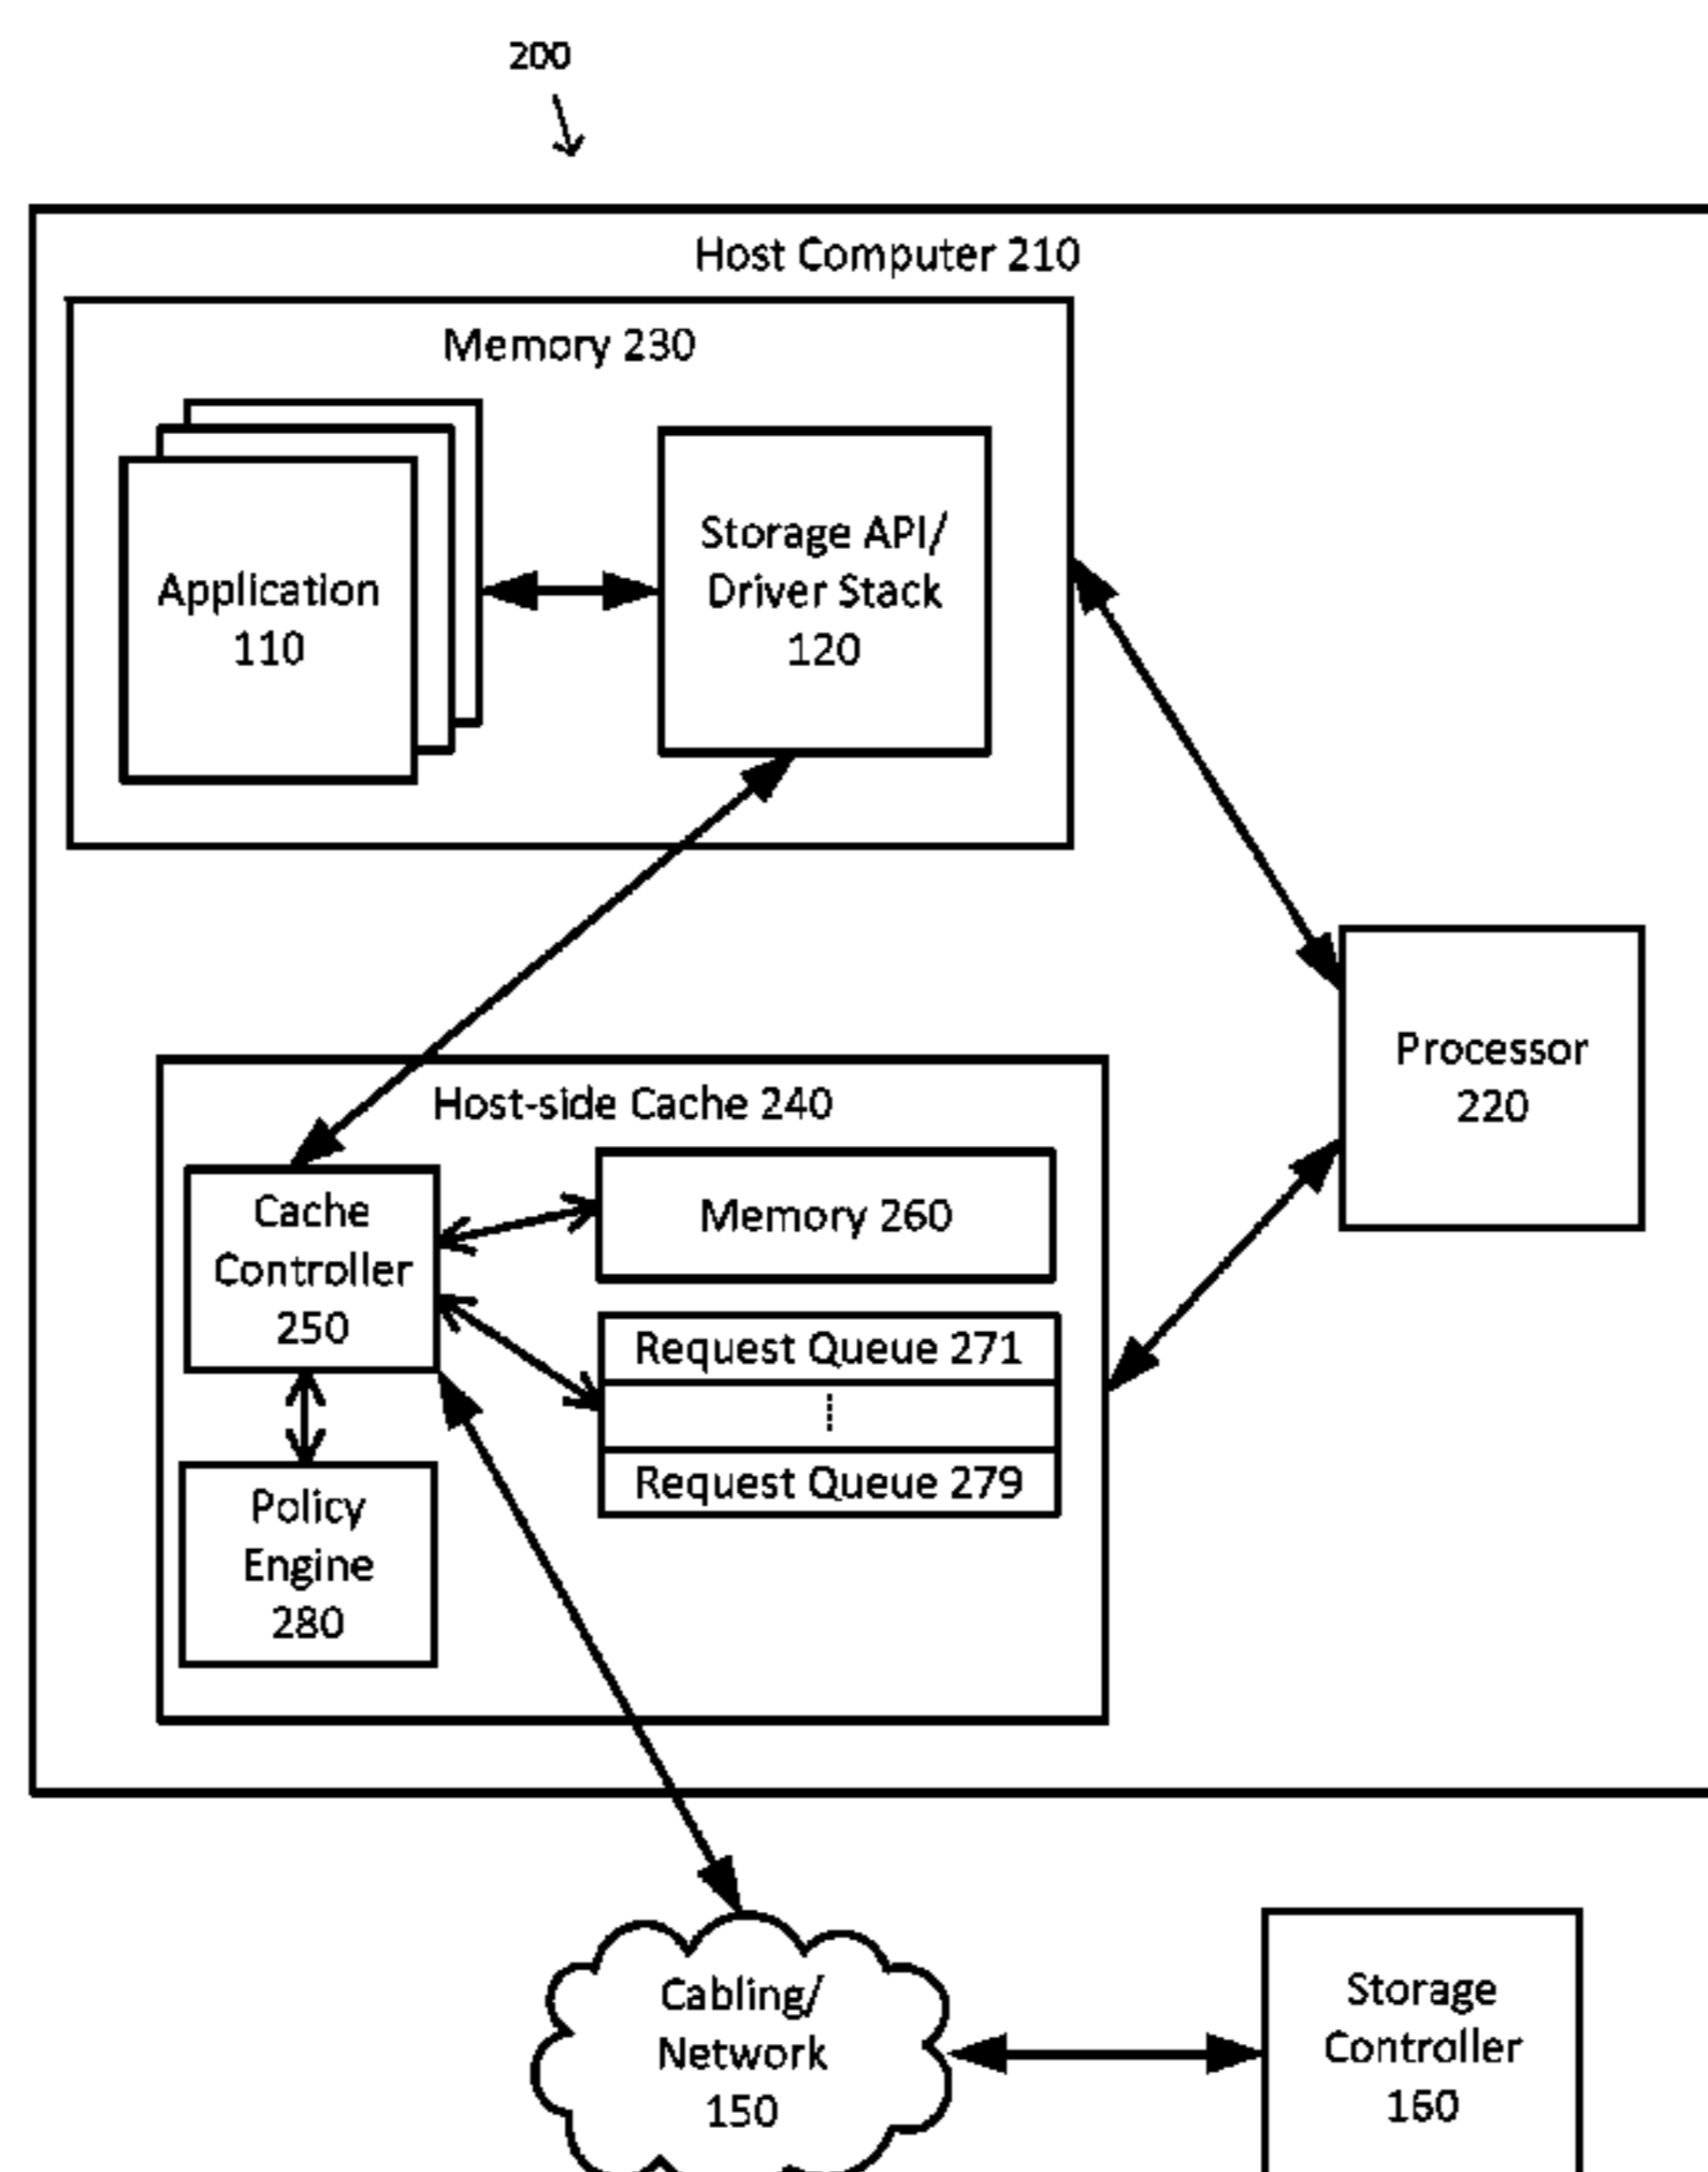 200
Host Computer 210
Memory 230
Application
110
Storage API/
Driver Stack
120
Processor
220
Host-side Cache 240
Cache
Controller
250
Memory 260
Request Queue 271
Request Queue 279
Policy
Engine
280
Cabling/
Network
150
Storage
Controller
160